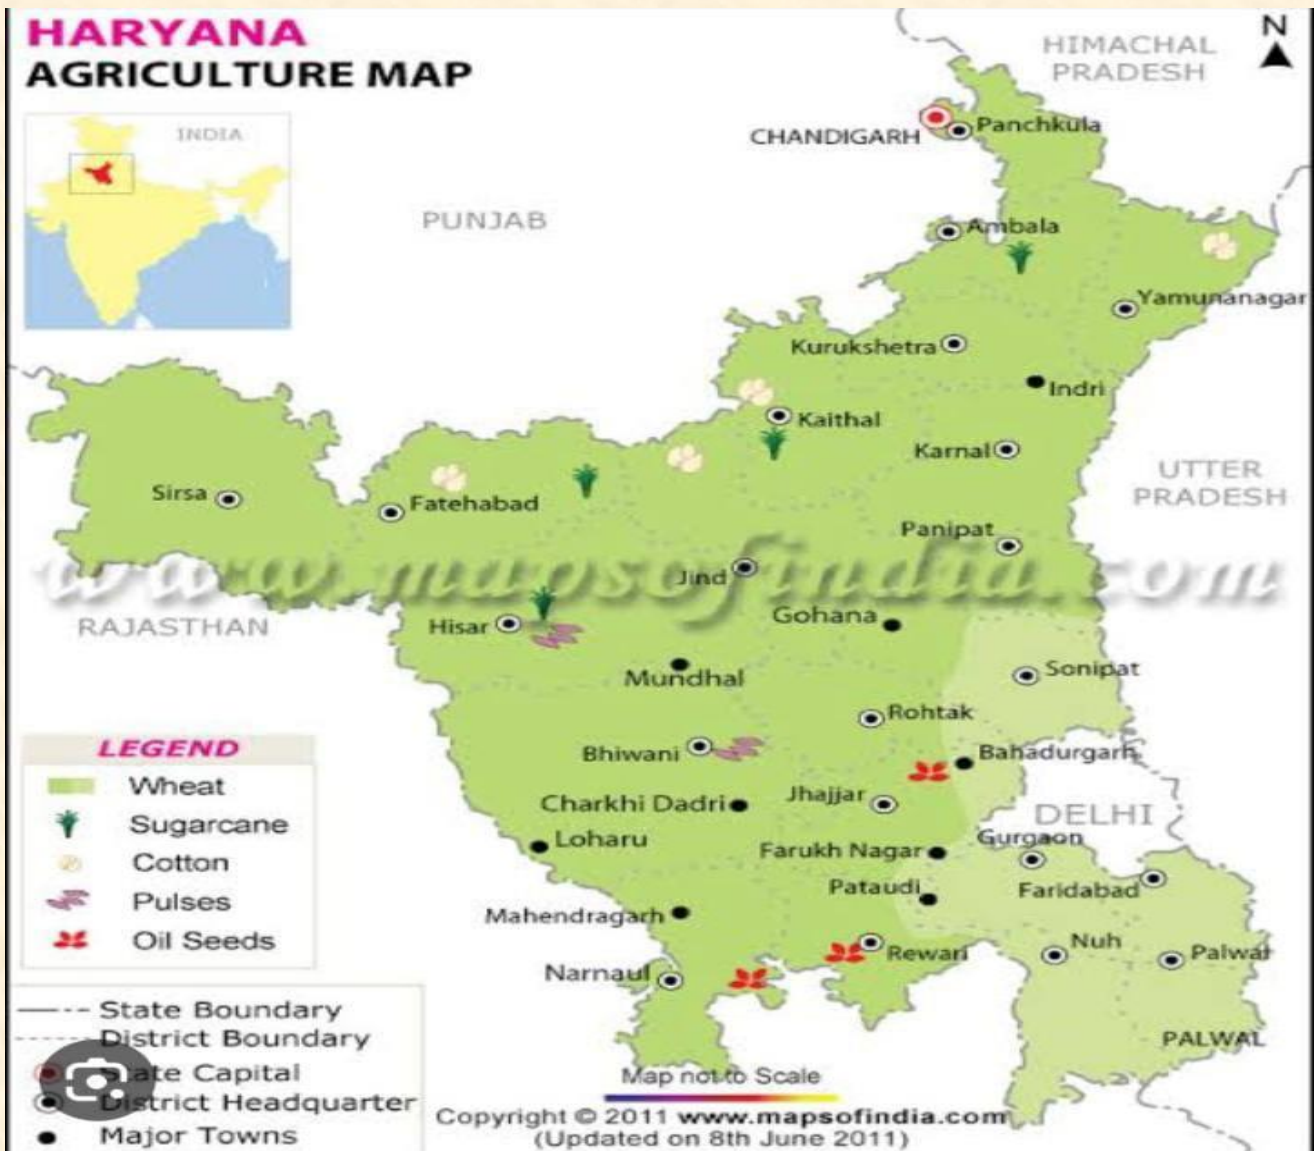 HARYANA
AGRICULTURE MAP
N
HIMACHAL
PRADESH
INDIA
CHANDIGARH
Panchkula
PUNJAB
Ambala
Yamunanagar
Kurukshetra
Indri
Kaithal
Karnal
UTTER
PRADESH
Sirsa
Fatehabad
Panipat
www.mapsofindia.com
Jind
Gohana
RAJASTHAN
Hisar
Mundhal
Sonipat
Rohtak
Bhiwani
Bahadurgarh
Charkhi Dadri
Jhajjar
DELHI
Loharu
Farukh Nagar
Gurgaon
Pataudi
Faridabad
Mahendragarh
Rewari
Nuh
Palwal
Narnaul
PALWAL
LEGEND
Wheat
Sugarcane
Cotton
Pulses
Oil Seeds
State Boundary
District Boundary
State Capital
District Headquarter
Major Towns
Map not to Scale
Copyright © 2011 www.mapsofindia.com
(Updated on 8th June 2011)